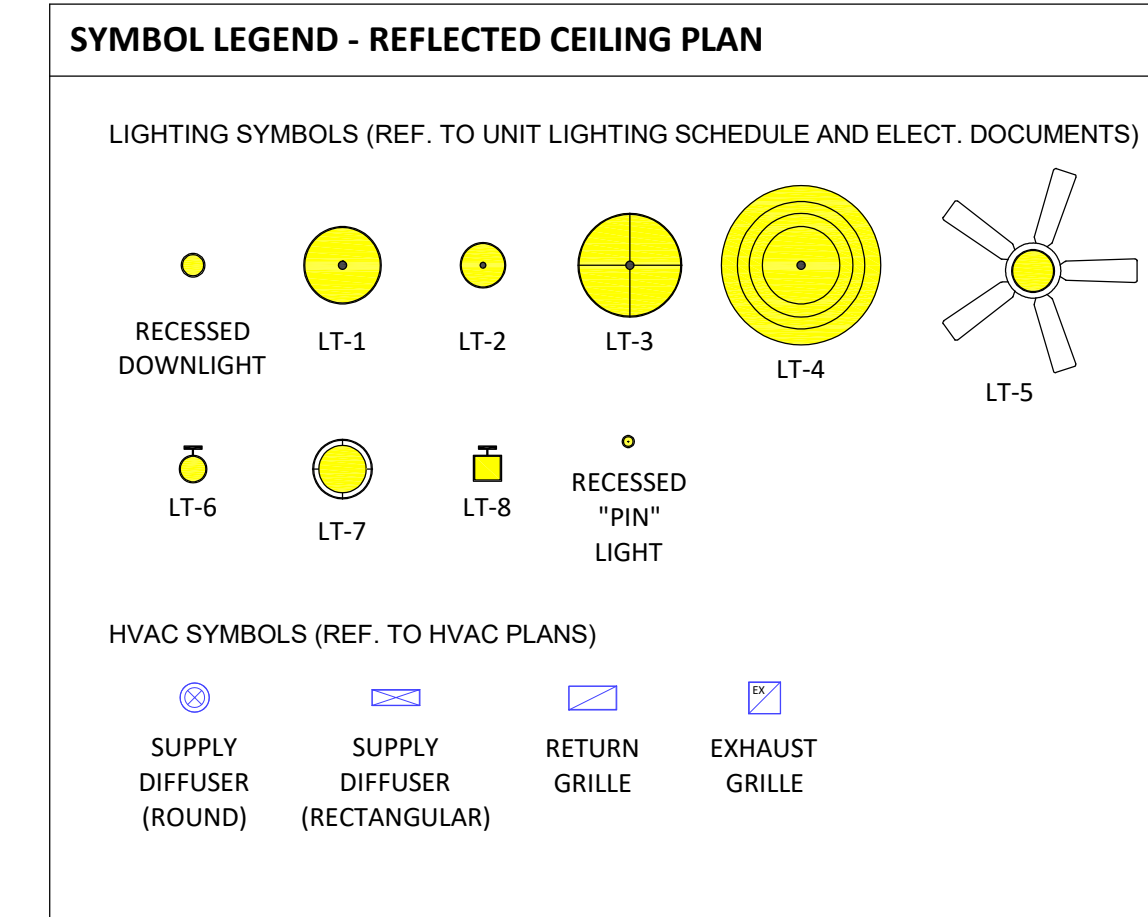 SYMBOL LEGEND - REFLECTED CEILING PLAN
LIGHTING SYMBOLS (REF. TO UNIT LIGHTING SCHEDULE AND ELECT. DOCUMENTS)
RECESSED
DOWNLIGHT
LT-1
LT-2
LT-3
LT-4
LT-5
LT-6
LT-7
LT-8
RECESSED
"PIN"
LIGHT
HVAC SYMBOLS (REF. TO HVAC PLANS)
SUPPLY
DIFFUSER
(ROUND)
SUPPLY
DIFFUSER
(RECTANGULAR)
RETURN
GRILLE
EX
EXHAUST
GRILLE